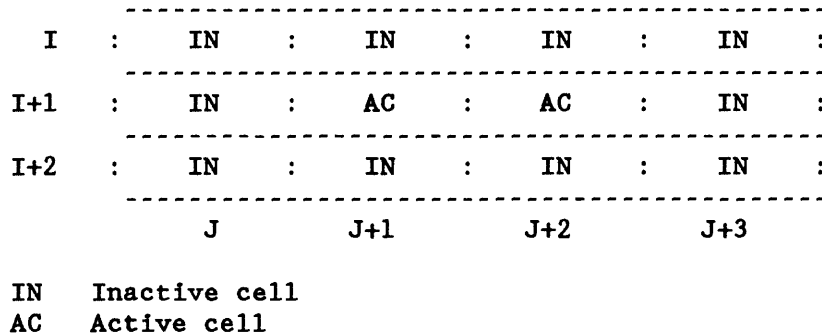 -----------------------------------------
I : IN : IN : IN : IN :
-----------------------------------------
I+1 : IN : AC : AC : IN :
-----------------------------------------
I+2 : IN : IN : IN : IN :
-----------------------------------------
J J+1 J+2 J+3
IN Inactive cell
AC Active cell